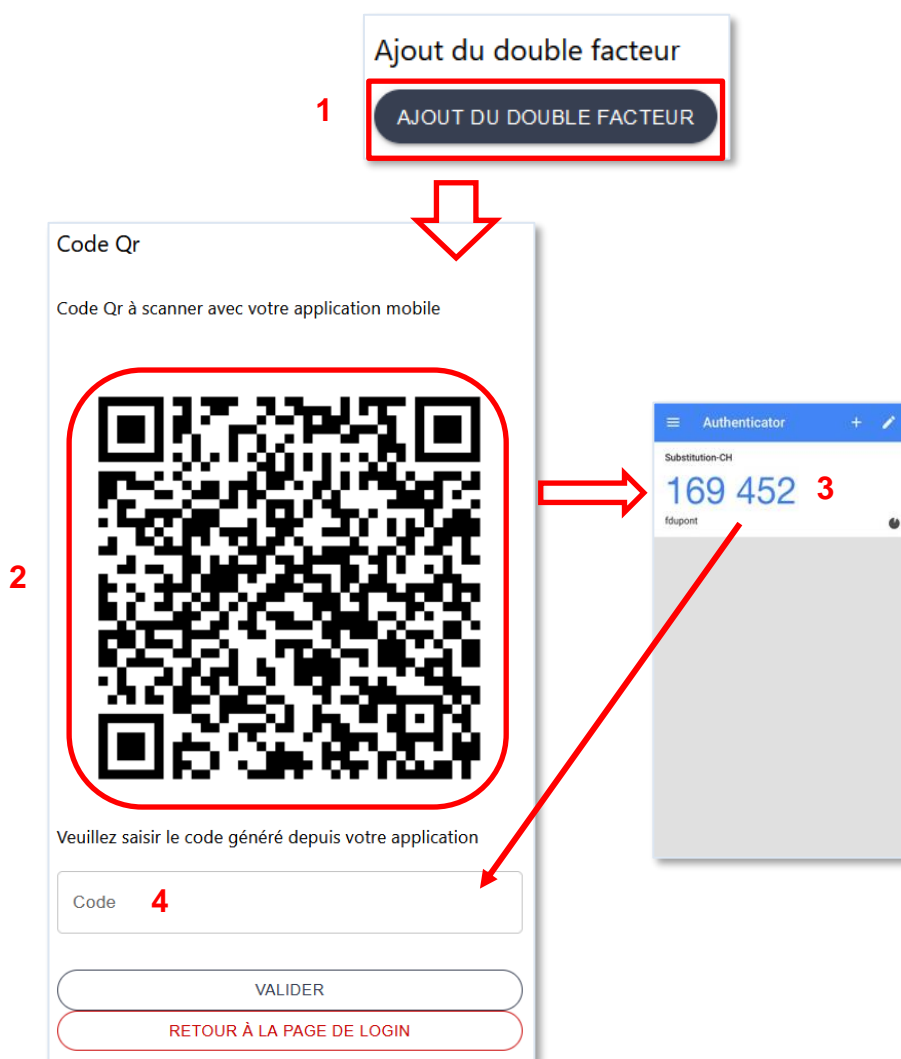 Ajout du double facteur
1
AJOUT DU DOUBLE FACTEUR
Code Qr
Code Qr à scanner avec votre application mobile
2
Authenticator
Substitution-CH
169 452
3
fdupont
Veuillez saisir le code généré depuis votre application
Code
4
VALIDER
RETOUR À LA PAGE DE LOGIN